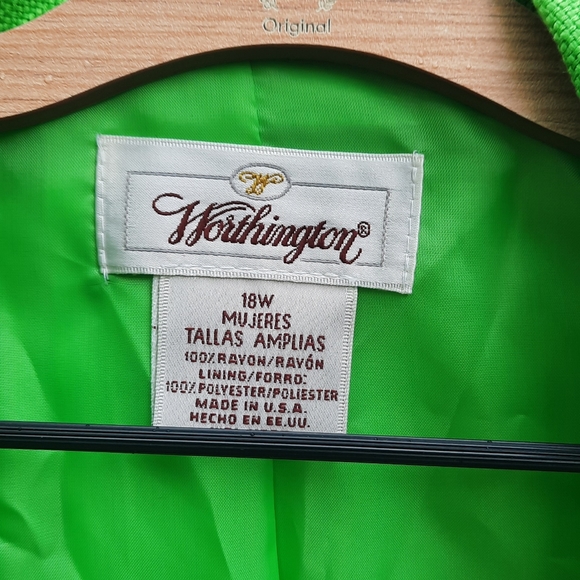 Original
W
Worthington®
18W
MUJERES
TALLAS AMPLIAS
100% RAYON/RAYÓN
LINING/FORRO:
100% POLYESTER/POLIESTER
MADE IN U.S.A.
HECHO EN EE.UU.